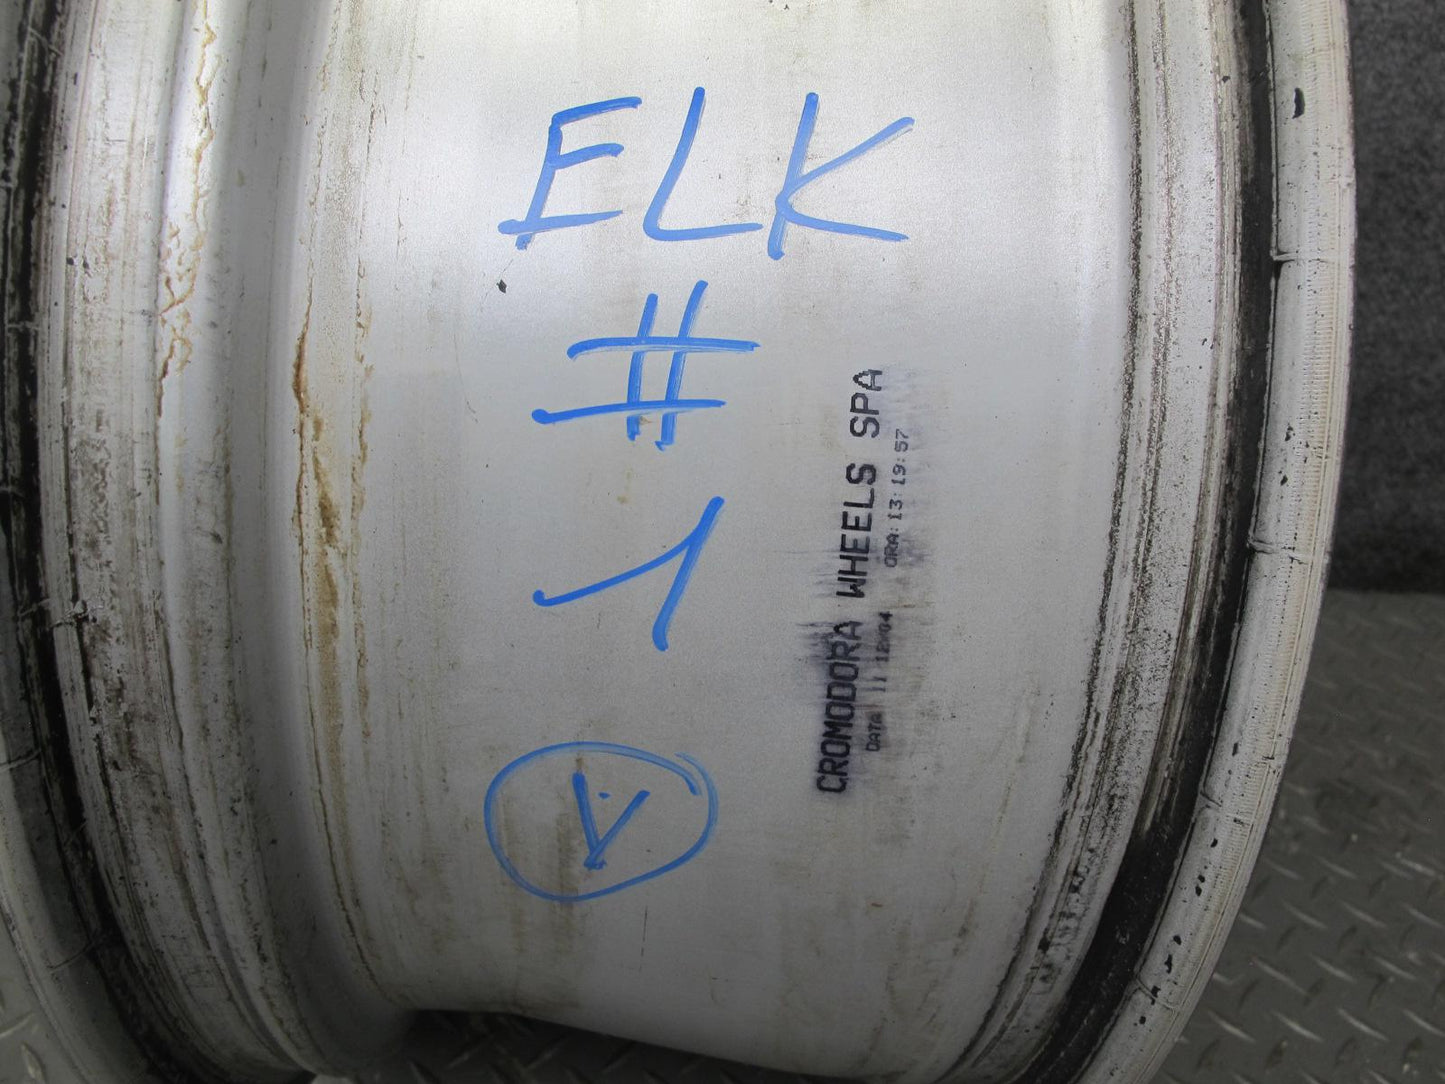 ELK
#
1
V
CROMODORA WHEELS SPA
DATA 11 12 04 ORA: 13:19:57